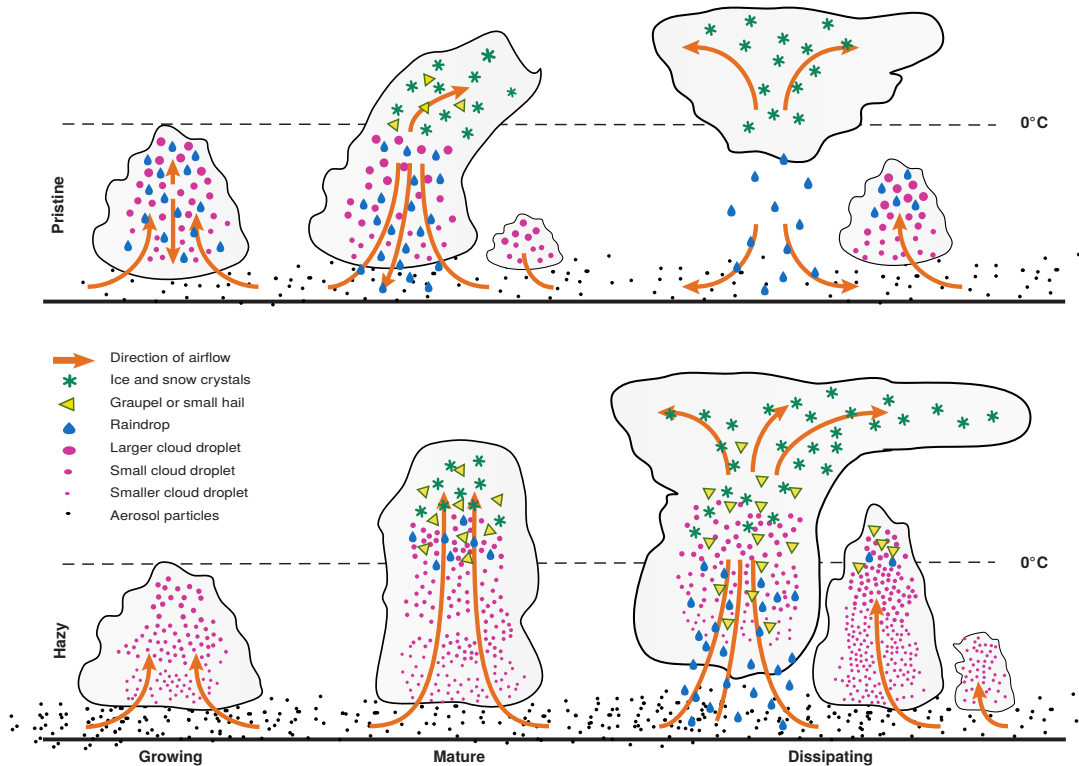 0°C
Pristine
Direction of airflow
Ice and snow crystals
Graupel or small hail
Raindrop
Larger cloud droplet
Small cloud droplet
Smaller cloud droplet
Aerosol particles
0°C
Hazy
Growing
Mature
Dissipating